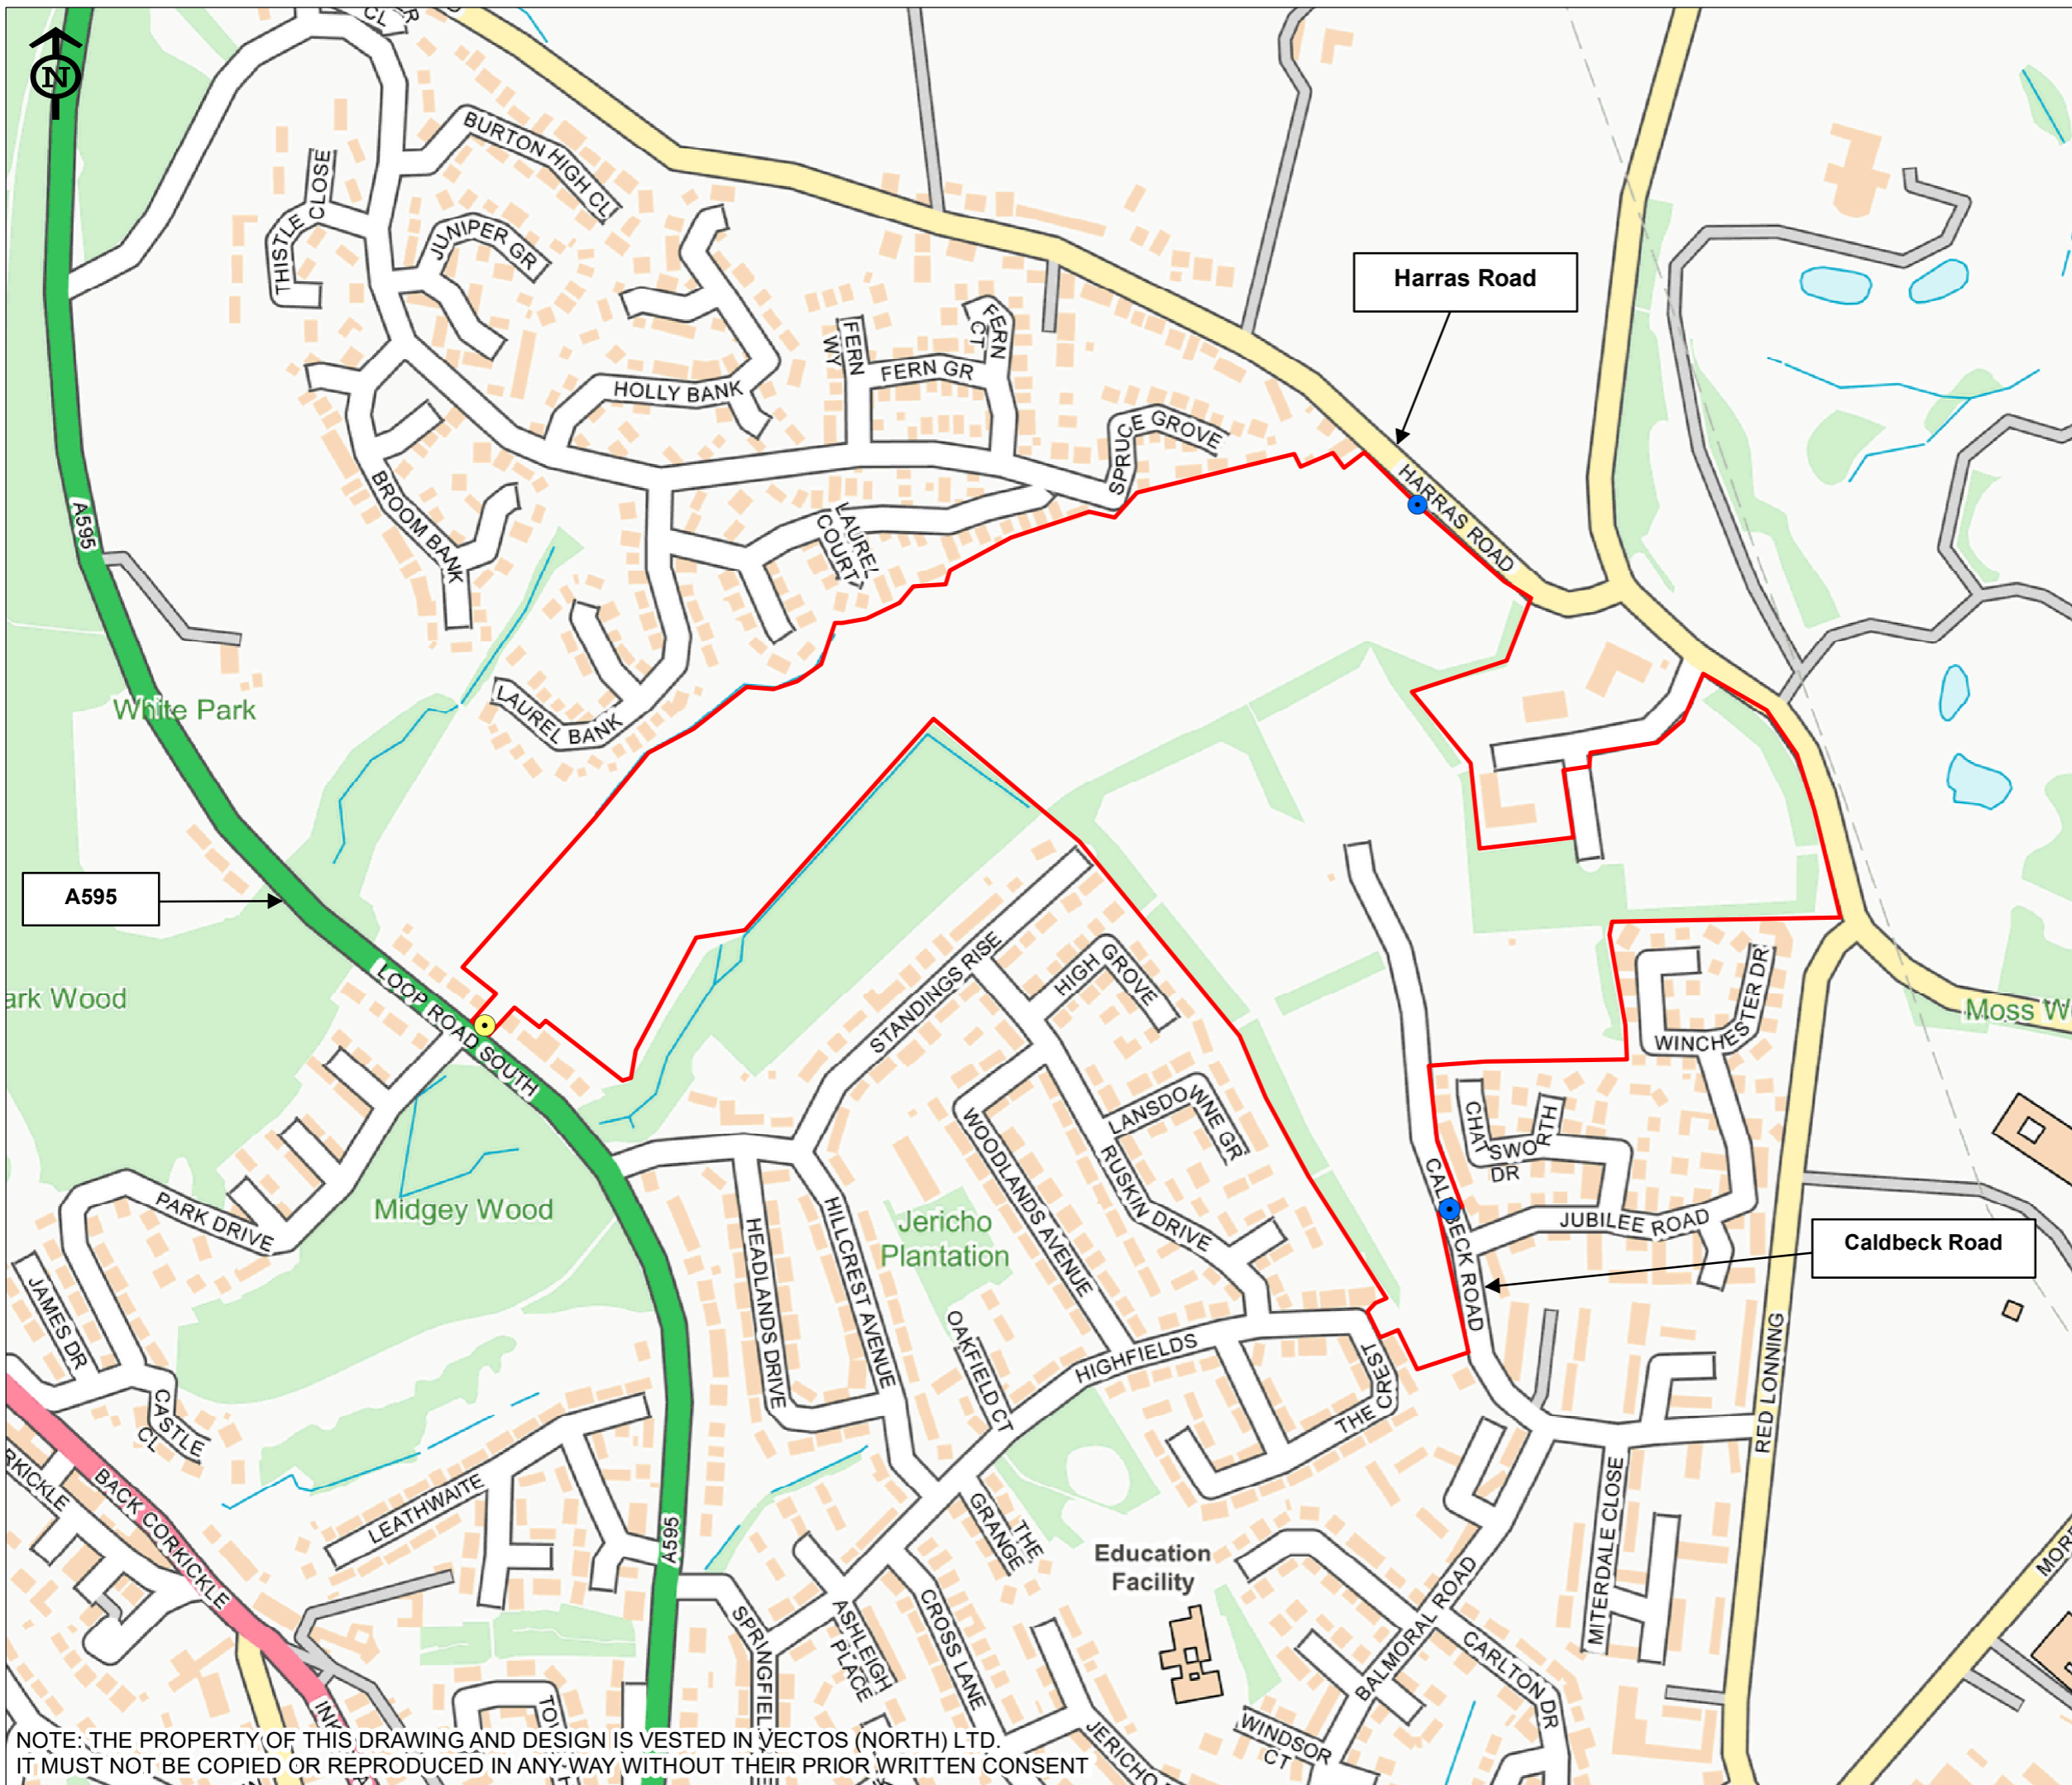 CL
N
BURTON HIGH CL
THISTLE CLOSE
JUNIPER GR
Harras Road
FERN
CT
FERN
WY
FERN GR
HOLLY BANK
SPRUCE GROVE
HARRAS ROAD
A595
BROOM BANK
LAUREL
COURT
White Park
LAUREL BANK
A595
LOOP ROAD SOUTH
ark Wood
STANDINGS RISE
HIGH GROVE
WINCHESTER DR
Moss W
LANSDOWNE GR
WOODLANDS AVENUE
CHATSWORTH
DR
RUSKIN DRIVE
PARK DRIVE
Midgey Wood
Jericho
Plantation
HEADLANDS DRIVE
HILLCREST AVENUE
CALDBECK ROAD
JUBILEE ROAD
Caldbeck Road
JAMES DR
OAKFIELD CT
HIGHFIELDS
THE CREST
RED LONNING
CASTLE
CL
RKICKLE
BACK CORKICKLE
LEATHWAITE
A595
THE
GRANGE
Education
Facility
MITERDALE CLOSE
MOR
SPRINGFIEL
ASHLEIGH
PLACE
CROSS LANE
BALMORAL ROAD
CARLTON DR
WINDSOR
CT
JERICHO
INK
NOTE: THE PROPERTY OF THIS DRAWING AND DESIGN IS VESTED IN VECTOS (NORTH) LTD.
IT MUST NOT BE COPIED OR REPRODUCED IN ANY WAY WITHOUT THEIR PRIOR WRITTEN CONSENT